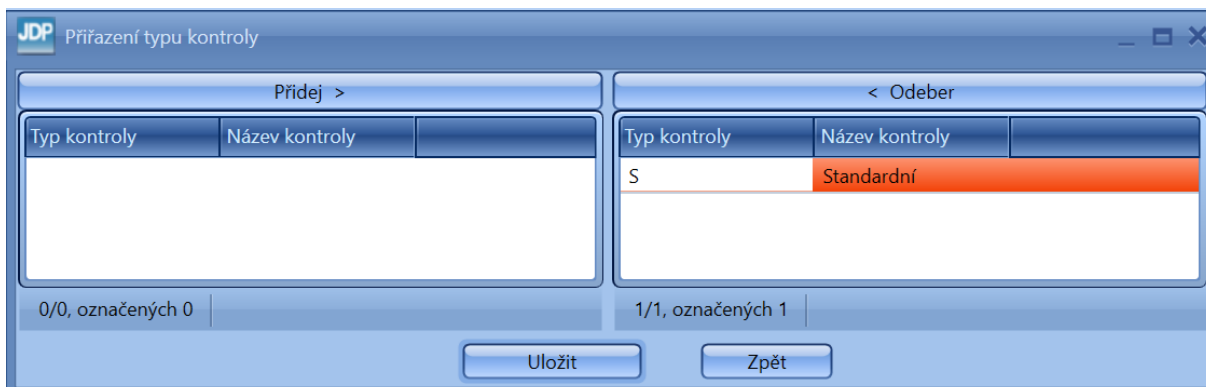 JDP Přiřazení typu kontroly
Přidej >
< Odeber
Typ kontroly Název kontroly
Typ kontroly Název kontroly
S Standardní
0/0, označených 0
1/1, označených 1
Uložit Zpět